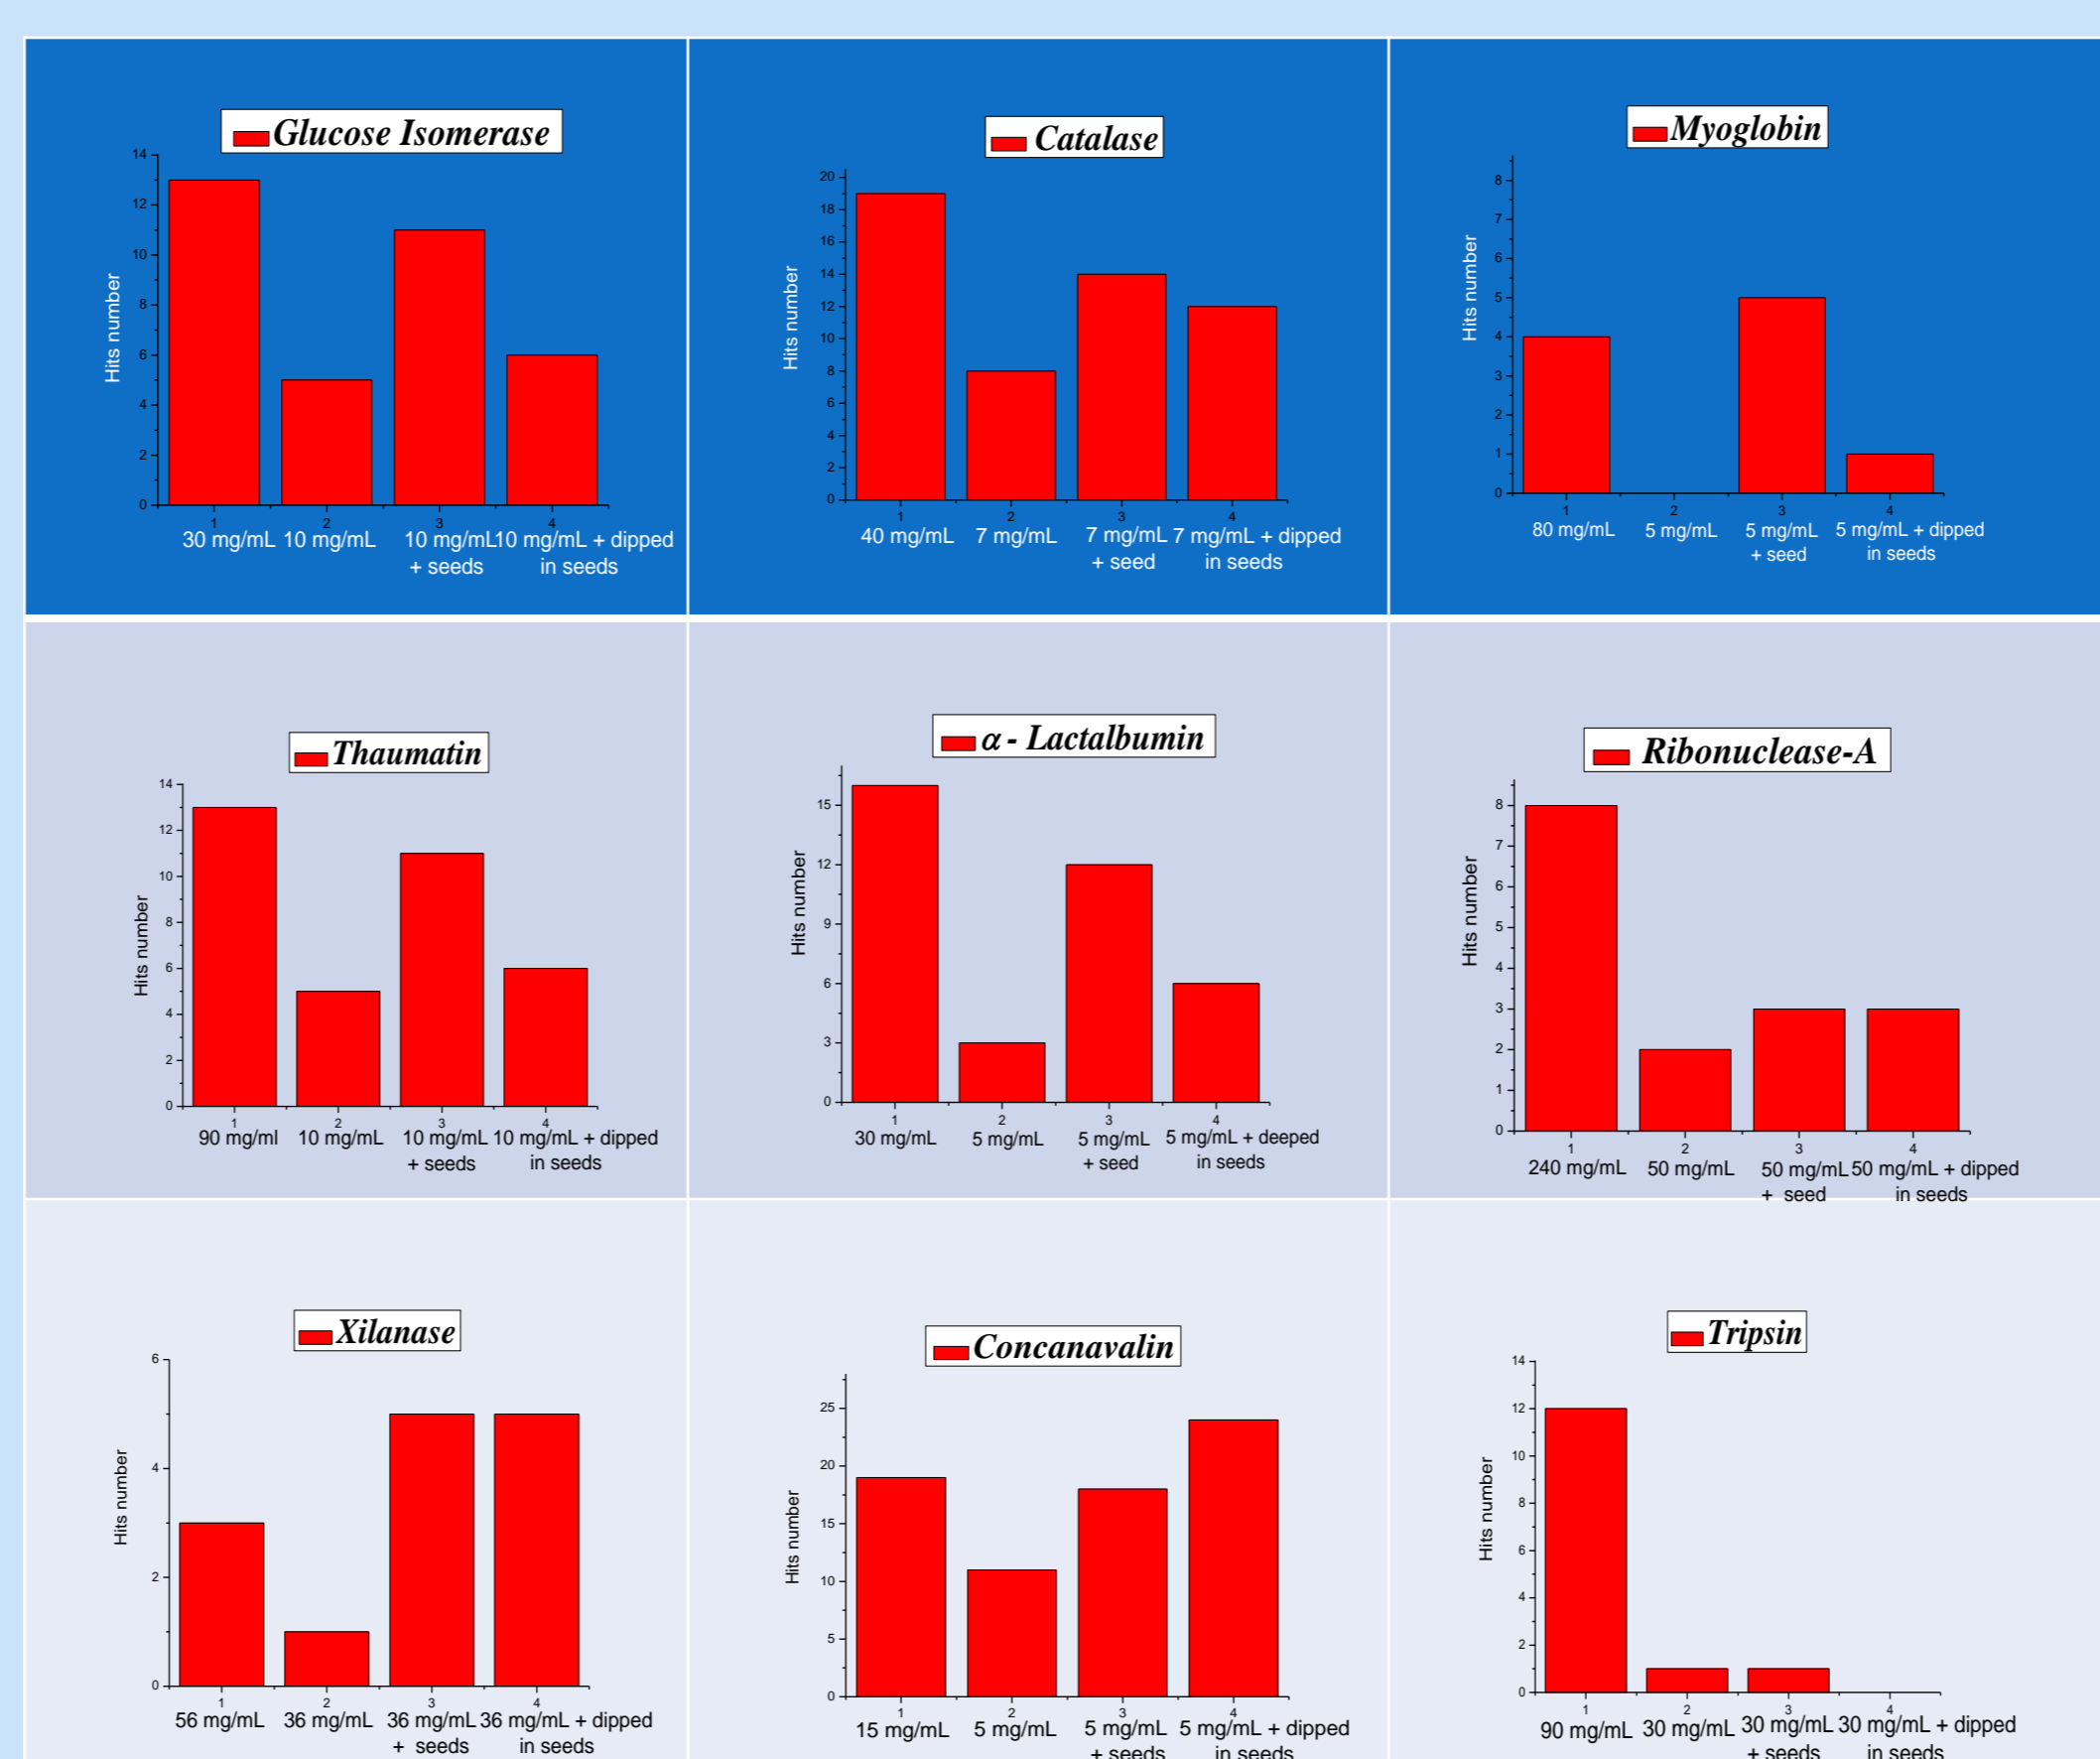 Glucose Isomerase
14
12
10
8
6
4
2
0
Hits number
1 2 3 4
30 mg/mL 10 mg/mL 10 mg/mL 10 mg/mL + dipped
+ seeds in seeds
Catalase
20
18
16
14
12
10
8
6
4
2
0
Hits number
1 2 3 4
40 mg/mL 7 mg/mL 7 mg/mL 7 mg/mL + dipped
+ seed in seeds
Myoglobin
8
7
6
5
4
3
2
1
0
Hits number
1 2 3 4
80 mg/mL 5 mg/mL 5 mg/mL 5 mg/mL + dipped
+ seed in seeds
Thaumatin
14
12
10
8
6
4
2
0
Hits number
1 2 3 4
90 mg/ml 10 mg/mL 10 mg/mL 10 mg/mL + dipped
+ seeds in seeds
α - Lactalbumin
15
12
9
6
3
0
Hits number
1 2 3 4
30 mg/mL 5 mg/mL 5 mg/mL 5 mg/mL + deeped
+ seed in seeds
Ribonuclease-A
8
7
6
5
4
3
2
1
0
Hits number
1 2 3 4
240 mg/mL 50 mg/mL 50 mg/mL 50 mg/mL + dipped
+ seed in seeds
Xilanase
6
4
2
0
Hits number
1 2 3 4
56 mg/mL 36 mg/mL 36 mg/mL 36 mg/mL + dipped
+ seeds in seeds
Concanavalin
25
20
15
10
5
0
Hits number
1 2 3 4
15 mg/mL 5 mg/mL 5 mg/mL 5 mg/mL + dipped
+ seeds in seeds
Tripsin
14
12
10
8
6
4
2
0
Hits number
1 2 3 4
90 mg/mL 30 mg/mL 30 mg/mL 30 mg/mL + dipped
+ seeds in seeds